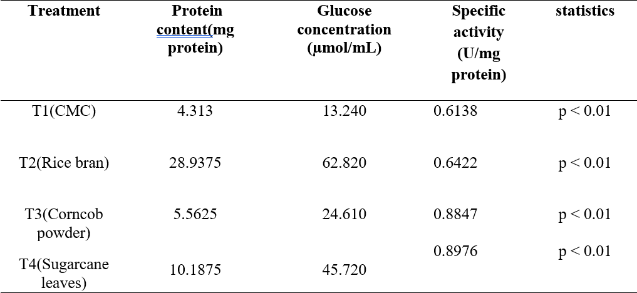 Treatment Protein content(mg protein) Glucose concentration (µmol/mL) Specific activity (U/mg protein) statistics
T1(CMC) 4.313 13.240 0.6138 p < 0.01
T2(Rice bran) 28.9375 62.820 0.6422 p < 0.01
T3(Corncob powder) 5.5625 24.610 0.8847 p < 0.01
T4(Sugarcane leaves) 10.1875 45.720 0.8976 p < 0.01